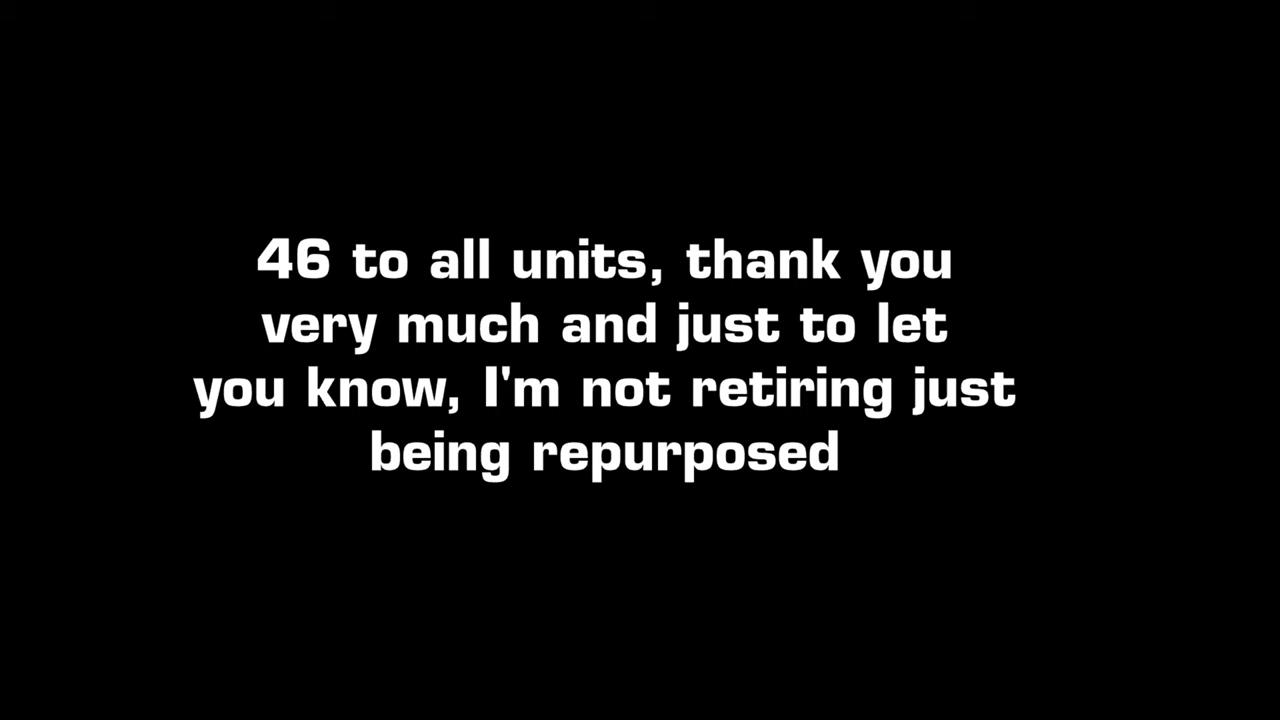 46 to all units, thank you
very much and just to let
you know, I'm not retiring just
being repurposed